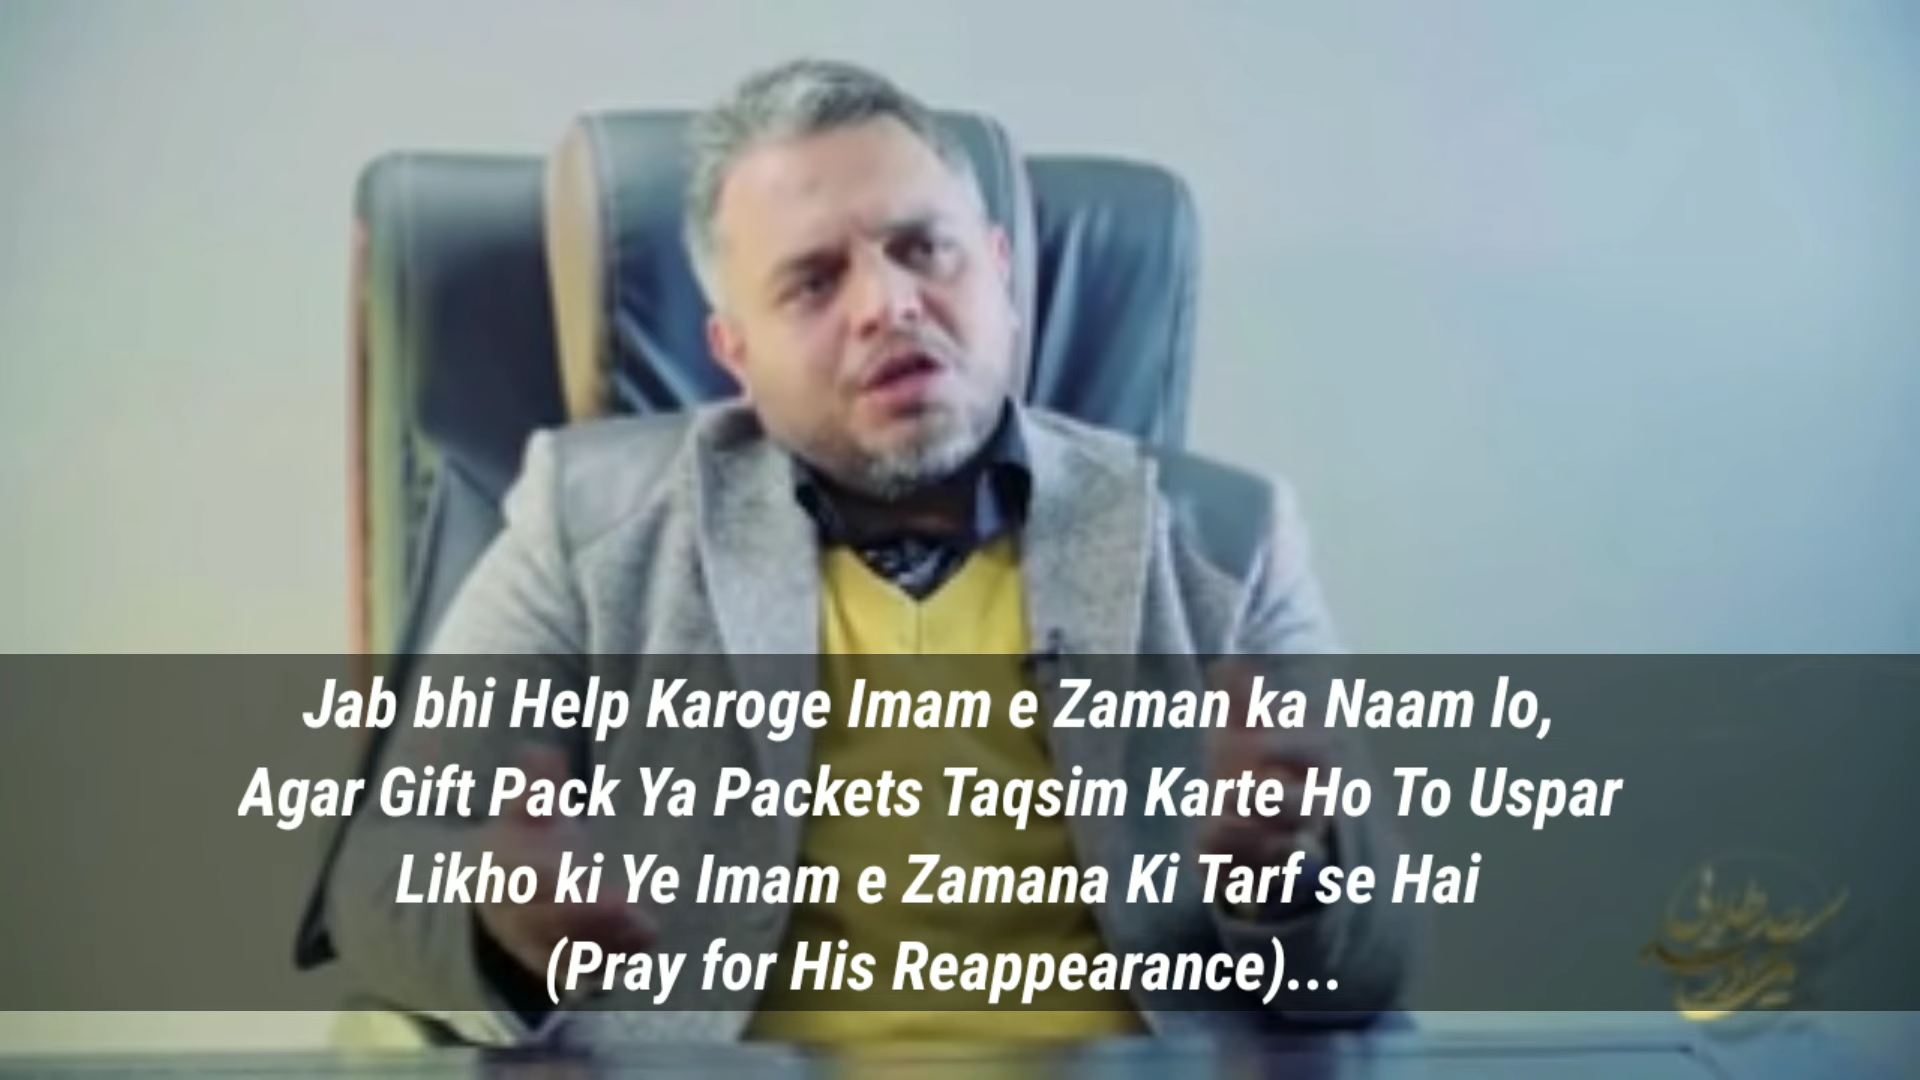 Jab bhi Help Karoge Imam e Zaman ka Naam lo,
Agar Gift Pack Ya Packets Taqsim Karte Ho To Uspar
Likho ki Ye Imam e Zamana Ki Tarf se Hai
(Pray for His Reappearance)...